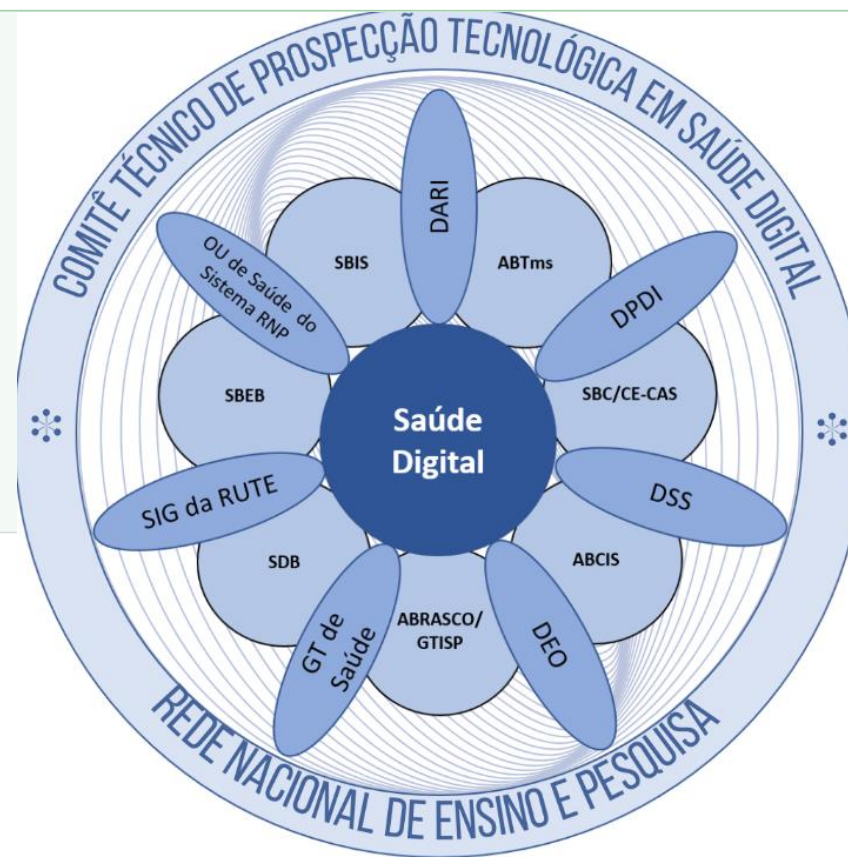 COMITÊ TÉCNICO DE PROSPECÇÃO TECNOLÓGICA EM SAÚDE DIGITAL
DARI
SBIS
ABTms
OU de Saúde do
Sistema RNP
DPDI
SBEB
SBC/CE-CAS
Saúde
Digital
SIG da RUTE
DSS
SDB
ABCIS
GT de
Saúde
ABRASCO/
GTISP
DEO
REDE NACIONAL DE ENSINO E PESQUISA